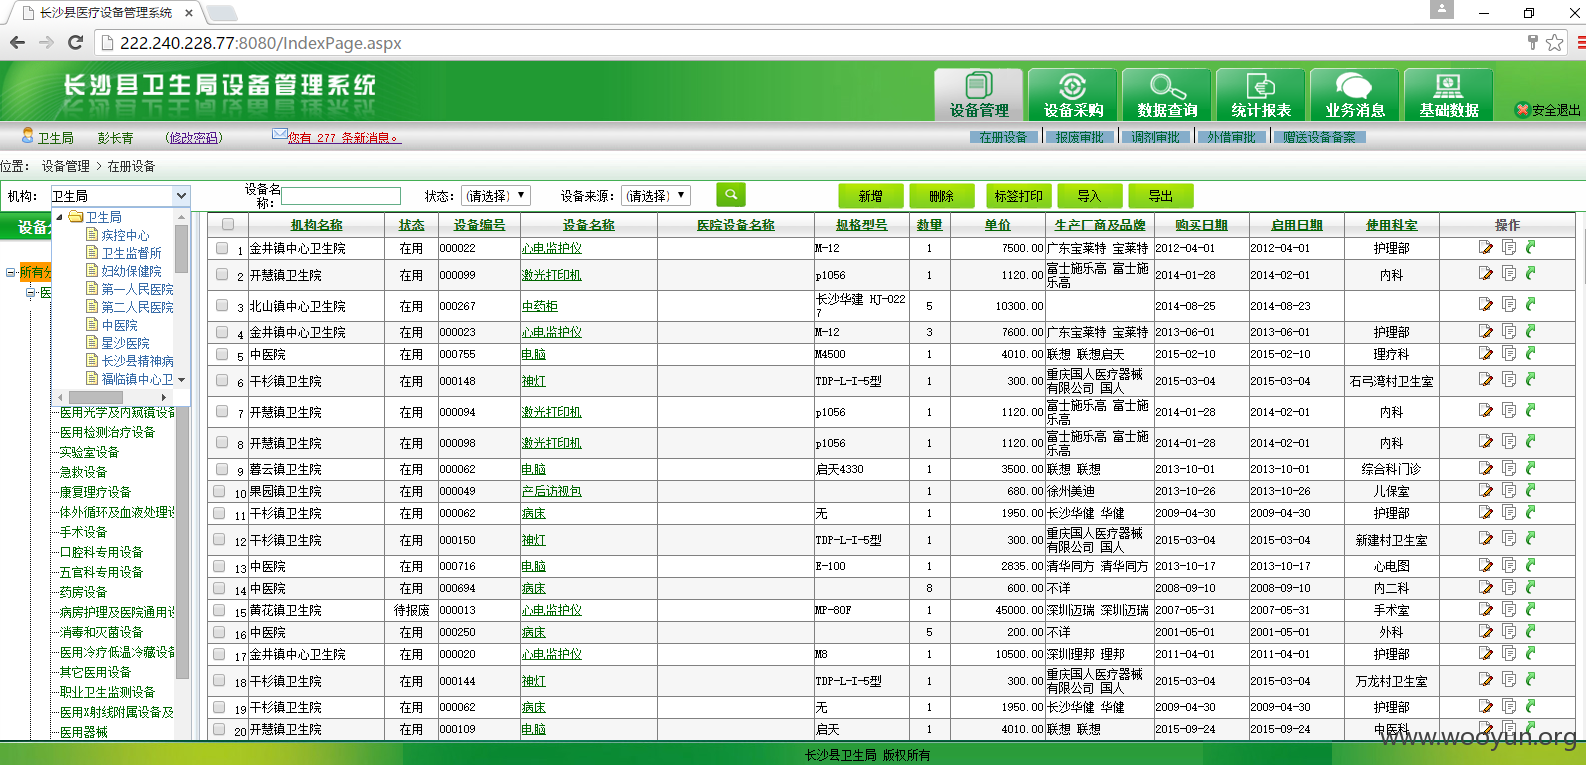 长沙县医疗设备管理系统
222.240.228.77:8080/IndexPage.aspx
长沙县卫生局设备管理系统
设备管理 设备采购 数据查询 统计报表 业务消息 基础数据 安全退出
卫生局 彭长青 (修改密码) 您有 277 条新消息。 在册设备 报废审批 调剂审批 外借审批 赠送设备备案
位置: 设备管理 > 在册设备
机构: 卫生局 设备名称: 状态: (请选择) 设备来源: (请选择) 新增 删除 标签打印 导入 导出
卫生局
疾控中心
卫生监督所
妇幼保健院
第一人民医院
第二人民医院
中医院
星沙医院
长沙县精神病
福临镇中心卫
设备
所有分
医
医用光学及内窥镜设备
医用检测治疗设备
实验室设备
急救设备
康复理疗设备
体外循环及血液处理设
手术设备
口腔科专用设备
五官科专用设备
药房设备
病房护理及医院通用设
消毒和灭菌设备
医用冷疗低温冷藏设备
其它医用设备
职业卫生监测设备
医用X射线附属设备及
医用器械
机构名称 状态 设备编号 设备名称 医院设备名称 规格型号 数量 单价 生产厂商及品牌 购买日期 启用日期 使用科室 操作
1 金井镇中心卫生院 在用 000022 心电监护仪 M-12 1 7500.00 广东宝莱特 宝莱特 2012-04-01 2012-04-01 护理部
2 开慧镇卫生院 在用 000099 激光打印机 p1056 1 1120.00 富士施乐高 富士施乐高 2014-01-28 2014-02-01 内科
3 北山镇中心卫生院 在用 000267 中药柜 长沙华建 HJ-0227 5 10300.00 2014-08-25 2014-08-23
4 金井镇中心卫生院 在用 000023 心电监护仪 M-12 3 7600.00 广东宝莱特 宝莱特 2013-06-01 2013-06-01 护理部
5 中医院 在用 000755 电脑 M4500 1 4010.00 联想 联想启天 2015-02-10 2015-02-10 理疗科
6 干杉镇卫生院 在用 000148 神灯 TDP-L-I-5型 1 300.00 重庆国人医疗器械有限公司 国人 2015-03-04 2015-03-04 石弓湾村卫生室
7 开慧镇卫生院 在用 000094 激光打印机 p1056 1 1120.00 富士施乐高 富士施乐高 2014-01-28 2014-02-01 内科
8 开慧镇卫生院 在用 000098 激光打印机 p1056 1 1120.00 富士施乐高 富士施乐高 2014-01-28 2014-02-01 内科
9 暮云镇卫生院 在用 000062 电脑 启天4330 1 3500.00 联想 联想 2013-10-01 2013-10-01 综合科门诊
10 果园镇卫生院 在用 000049 产后访视包 1 680.00 徐州美迪 2013-10-26 2013-10-26 儿保室
11 干杉镇卫生院 在用 000062 病床 无 1 1950.00 长沙华健 华健 2009-04-30 2009-04-30 护理部
12 干杉镇卫生院 在用 000150 神灯 TDP-L-I-5型 1 300.00 重庆国人医疗器械有限公司 国人 2015-03-04 2015-03-04 新建村卫生室
13 中医院 在用 000716 电脑 E-100 1 2835.00 清华同方 清华同方 2013-10-17 2013-10-17 心电图
14 中医院 在用 000694 病床 8 600.00 不详 2008-09-10 2008-09-10 内二科
15 黄花镇卫生院 待报废 000013 心电监护仪 MP-80F 1 45000.00 深圳迈瑞 深圳迈瑞 2007-05-31 2007-05-31 手术室
16 中医院 在用 000250 病床 5 200.00 不详 2001-05-01 2001-05-01 外科
17 金井镇中心卫生院 在用 000020 心电监护仪 M8 1 10500.00 深圳理邦 理邦 2011-04-01 2011-04-01 护理部
18 干杉镇卫生院 在用 000144 神灯 TDP-L-I-5型 1 300.00 重庆国人医疗器械有限公司 国人 2015-03-04 2015-03-04 万龙村卫生室
19 干杉镇卫生院 在用 000062 病床 无 1 1950.00 长沙华健 华健 2009-04-30 2009-04-30 护理部
20 开慧镇卫生院 在用 000109 电脑 启天 1 4010.00 联想 联想 2015-09-24 2015-09-24 中医科
www.wooyun.org
长沙县卫生局 版权所有